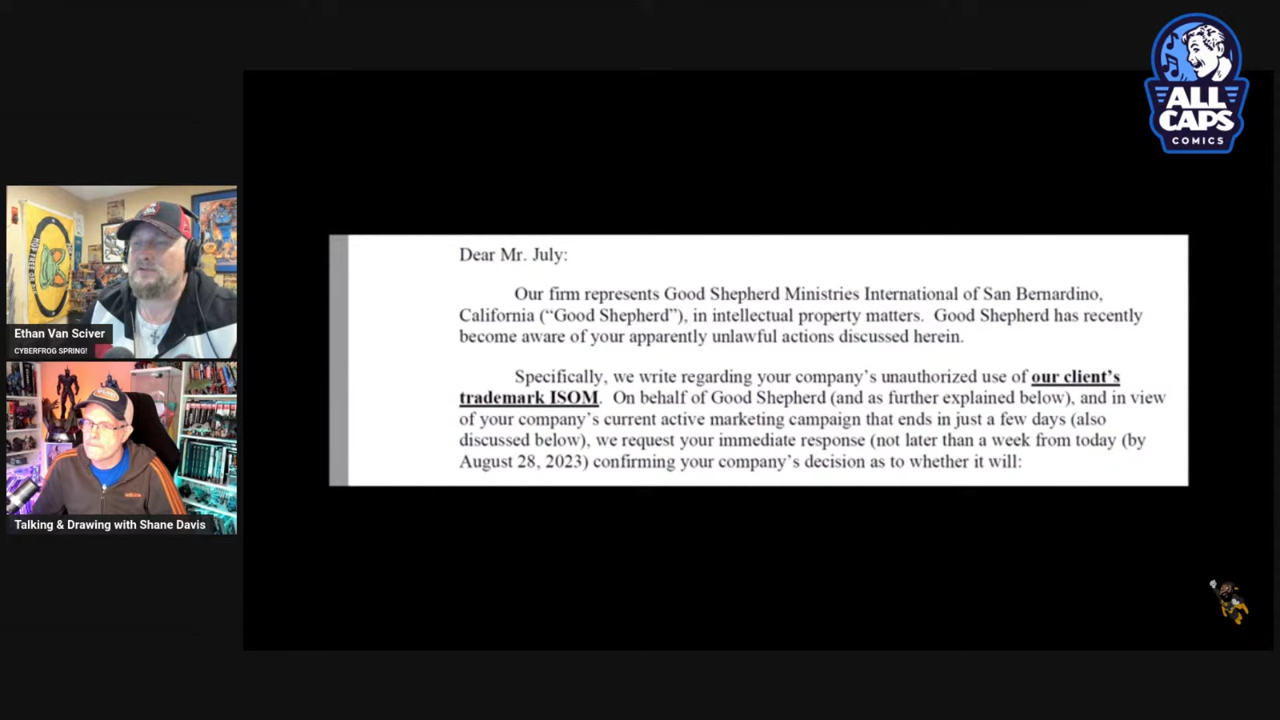 ALL
CAPS
COMICS
Ethan Van Sciver
CYBERFROG SPRING!
Talking & Drawing with Shane Davis
Dear Mr. July:
Our firm represents Good Shepherd Ministries International of San Bernardino,
California (“Good Shepherd”), in intellectual property matters.  Good Shepherd has recently
become aware of your apparently unlawful actions discussed herein.
Specifically, we write regarding your company’s unauthorized use of our client’s
trademark ISOM.  On behalf of Good Shepherd (and as further explained below), and in view
of your company’s current active marketing campaign that ends in just a few days (also
discussed below), we request your immediate response (not later than a week from today (by
August 28, 2023) confirming your company’s decision as to whether it will: